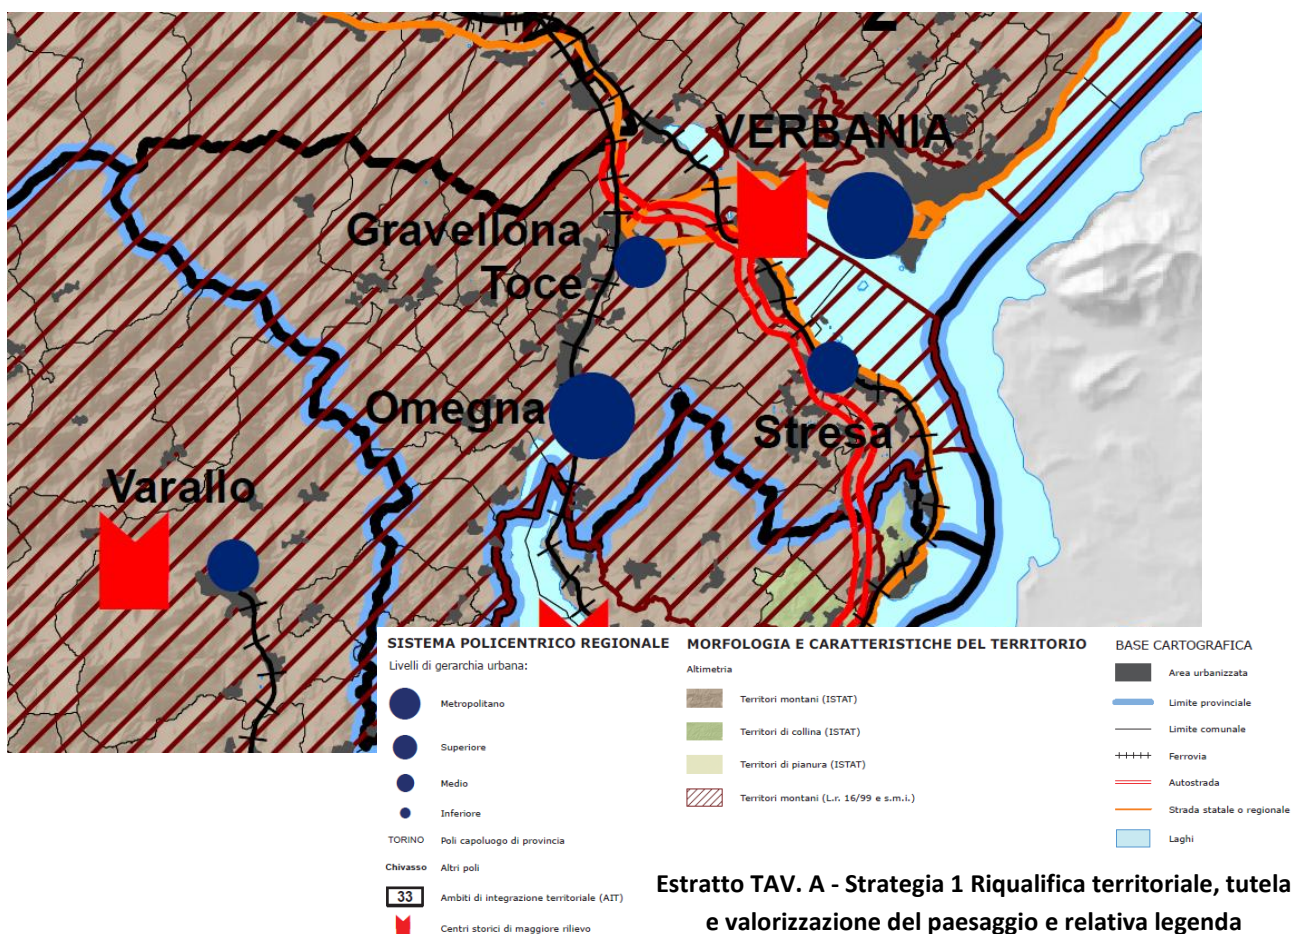 2
VERBANIA
Gravellona
Toce
Omegna
Stresa
Varallo
SISTEMA POLICENTRICO REGIONALE
Livelli di gerarchia urbana:
Metropolitano
Superiore
Medio
Inferiore
TORINO Poli capoluogo di provincia
Chivasso Altri poli
33 Ambiti di integrazione territoriale (AIT)
Centri storici di maggiore rilievo
MORFOLOGIA E CARATTERISTICHE DEL TERRITORIO
Altimetria
Territori montani (ISTAT)
Territori di collina (ISTAT)
Territori di pianura (ISTAT)
Territori montani (L.r. 16/99 e s.m.i.)
BASE CARTOGRAFICA
Area urbanizzata
Limite provinciale
Limite comunale
Ferrovia
Autostrada
Strada statale o regionale
Laghi
Estratto TAV. A - Strategia 1 Riqualifica territoriale, tutela
e valorizzazione del paesaggio e relativa legenda